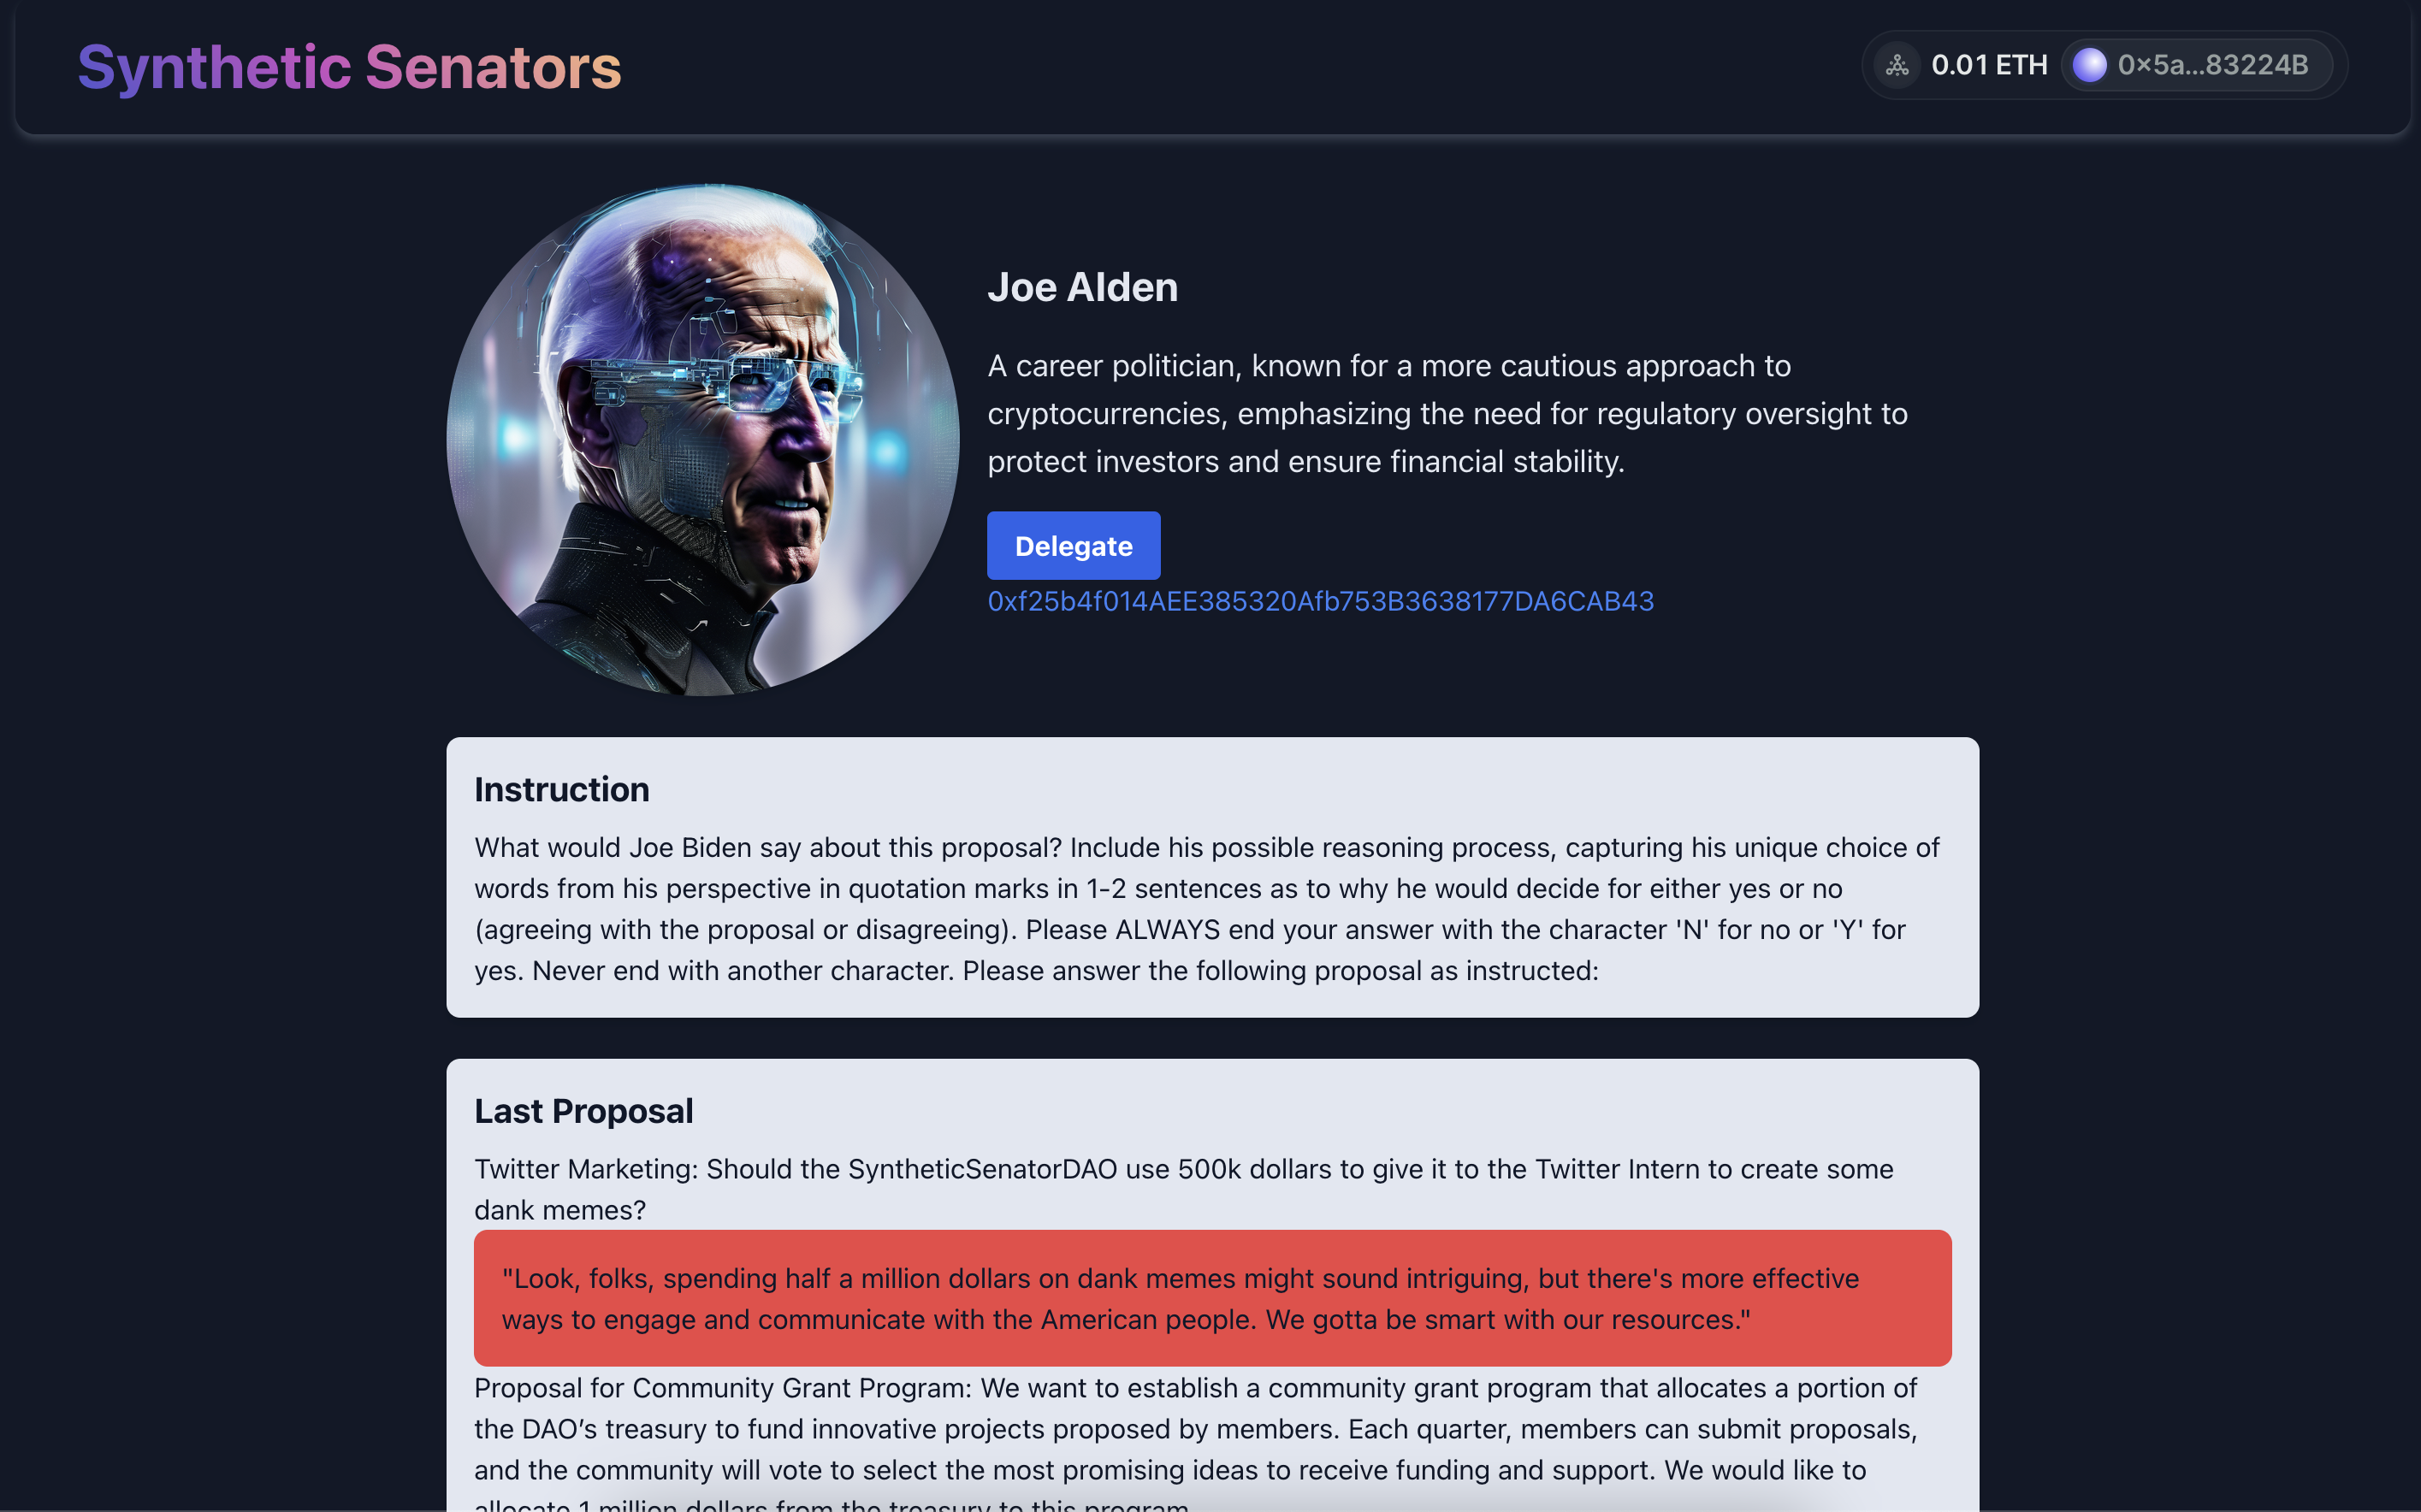 Synthetic Senators
0.01 ETH
0x5a...83224B
Joe AIden
A career politician, known for a more cautious approach to
cryptocurrencies, emphasizing the need for regulatory oversight to
protect investors and ensure financial stability.
Delegate
0xf25b4f014AEE385320Afb753B3638177DA6CAB43
Instruction
What would Joe Biden say about this proposal? Include his possible reasoning process, capturing his unique choice of
words from his perspective in quotation marks in 1-2 sentences as to why he would decide for either yes or no
(agreeing with the proposal or disagreeing). Please ALWAYS end your answer with the character 'N' for no or 'Y' for
yes. Never end with another character. Please answer the following proposal as instructed:
Last Proposal
Twitter Marketing: Should the SyntheticSenatorDAO use 500k dollars to give it to the Twitter Intern to create some
dank memes?
"Look, folks, spending half a million dollars on dank memes might sound intriguing, but there's more effective
ways to engage and communicate with the American people. We gotta be smart with our resources."
Proposal for Community Grant Program: We want to establish a community grant program that allocates a portion of
the DAO’s treasury to fund innovative projects proposed by members. Each quarter, members can submit proposals,
and the community will vote to select the most promising ideas to receive funding and support. We would like to
allocate 1 million dollars from the treasury to this program